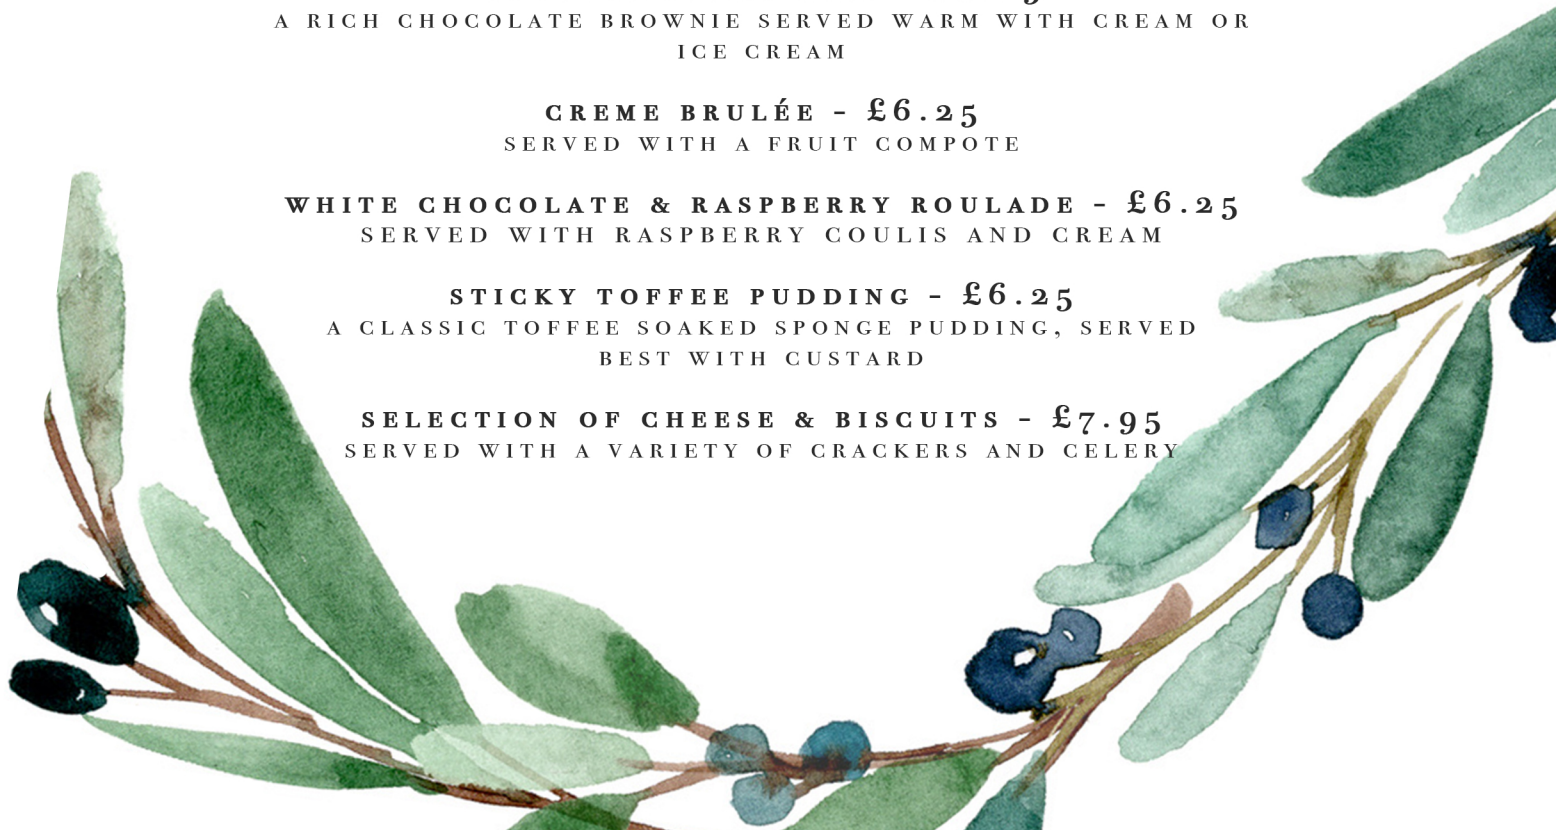 A RICH CHOCOLATE BROWNIE SERVED WARM WITH CREAM OR
ICE CREAM
CREME BRULÉE – £6.25
SERVED WITH A FRUIT COMPOTE
WHITE CHOCOLATE & RASPBERRY ROULADE – £6.25
SERVED WITH RASPBERRY COULIS AND CREAM
STICKY TOFFEE PUDDING – £6.25
A CLASSIC TOFFEE SOAKED SPONGE PUDDING, SERVED
BEST WITH CUSTARD
SELECTION OF CHEESE & BISCUITS – £7.95
SERVED WITH A VARIETY OF CRACKERS AND CELERY